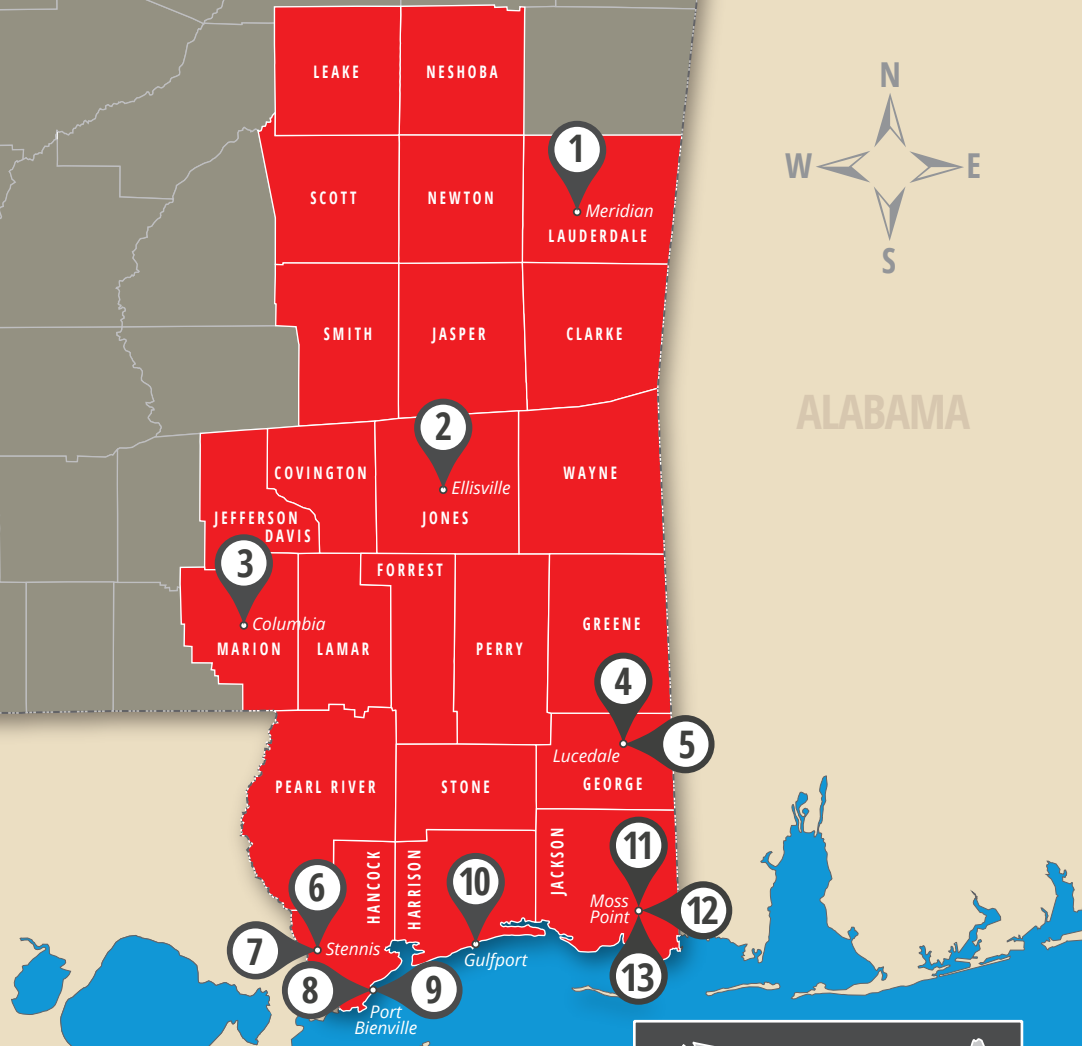 LEAKE
NESHOBA
N
W
E
S
1
Meridian
LAUDERDALE
SCOTT
NEWTON
SMITH
JASPER
CLARKE
ALABAMA
2
Ellisville
JONES
COVINGTON
WAYNE
JEFFERSON
DAVIS
3
Columbia
MARION
LAMAR
FORREST
PERRY
GREENE
4
5
Lucedale
GEORGE
PEARL RIVER
STONE
HANCOCK
HARRISON
JACKSON
6
7
Stennis
8
9
Port
Bienville
10
Gulfport
11
Moss
Point
12
13